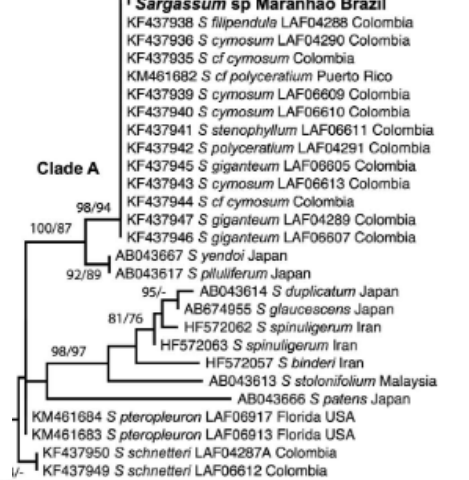 Sargassum sp Maranhão Brazil
KF437938 S filipendula LAF04288 Colombia
KF437936 S cymosum LAF04290 Colombia
KF437935 S cf cymosum Colombia
KM461682 S cf polyceratium Puerto Rico
KF437939 S cymosum LAF06609 Colombia
KF437940 S cymosum LAF06610 Colombia
KF437941 S stenophyllum LAF06611 Colombia
KF437942 S polyceratium LAF04291 Colombia
Clade A
KF437945 S giganteum LAF06605 Colombia
KF437943 S cymosum LAF06613 Colombia
KF437944 S cf cymosum Colombia
98/94
KF437947 S giganteum LAF04289 Colombia
100/87
KF437946 S giganteum LAF06607 Colombia
AB043667 S yendoi Japan
92/89
AB043617 S piluliferum Japan
95/-
AB043614 S duplicatum Japan
AB674955 S glaucescens Japan
81/76
HF572062 S spinuligerum Iran
HF572063 S spinuligerum Iran
98/97
HF572057 S binderi Iran
AB043613 S stolonifolium Malaysia
AB043666 S patens Japan
KM461684 S pteropleuron LAF06917 Florida USA
KM461683 S pteropleuron LAF06913 Florida USA
KF437950 S schnetteri LAF04287A Colombia
KF437949 S schnetteri LAF06612 Colombia